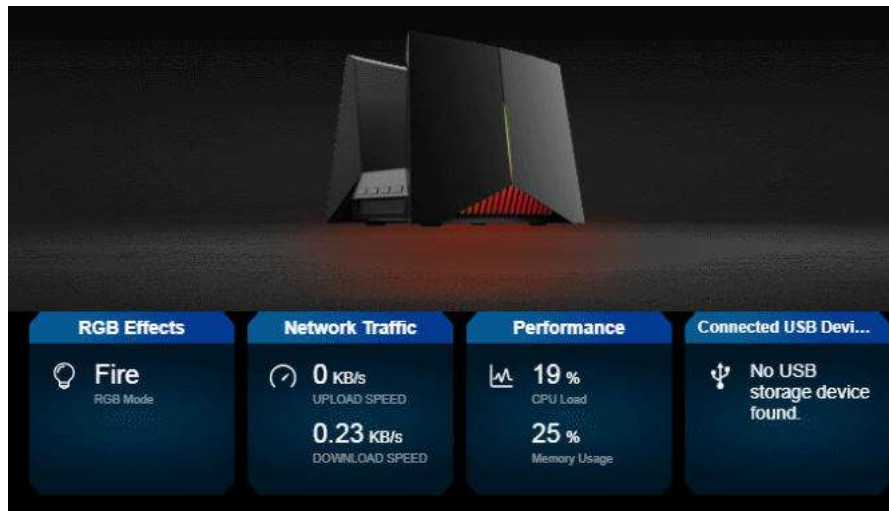 RGB Effects
Fire
RGB Mode
Network Traffic
0 KB/s
UPLOAD SPEED
0.23 KB/s
DOWNLOAD SPEED
Performance
19 %
CPU Load
25 %
Memory Usage
Connected USB Devi...
No USB
storage device
found.